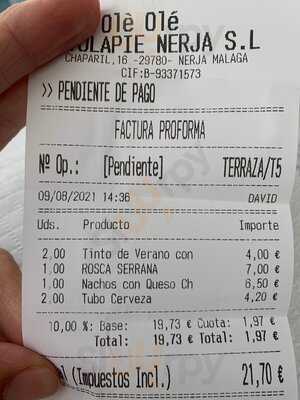 Olè Olé
OLAPIE NERJA S.L
CHAPARIL,16 -29780- NERJA MALAGA
CIF:B-93371573
>> PENDIENTE DE PAGO
FACTURA PROFORMA
Nº Op.: [Pendiente] TERRAZA/T5
09/08/2021 14:36 DAVID
Uds. Producto Importe
2,00 Tinto de Verano con 4,00 €
1,00 ROSCA SERRANA 7,00 €
1,00 Nachos con Queso Ch 6,50 €
2,00 Tubo Cerveza 4,20 €
10,00 %: Base: 19,73 € Cuota: 1,97 €
Total: 19,73 € Total: 1,97 €
(Impuestos Incl.) 21,70 €